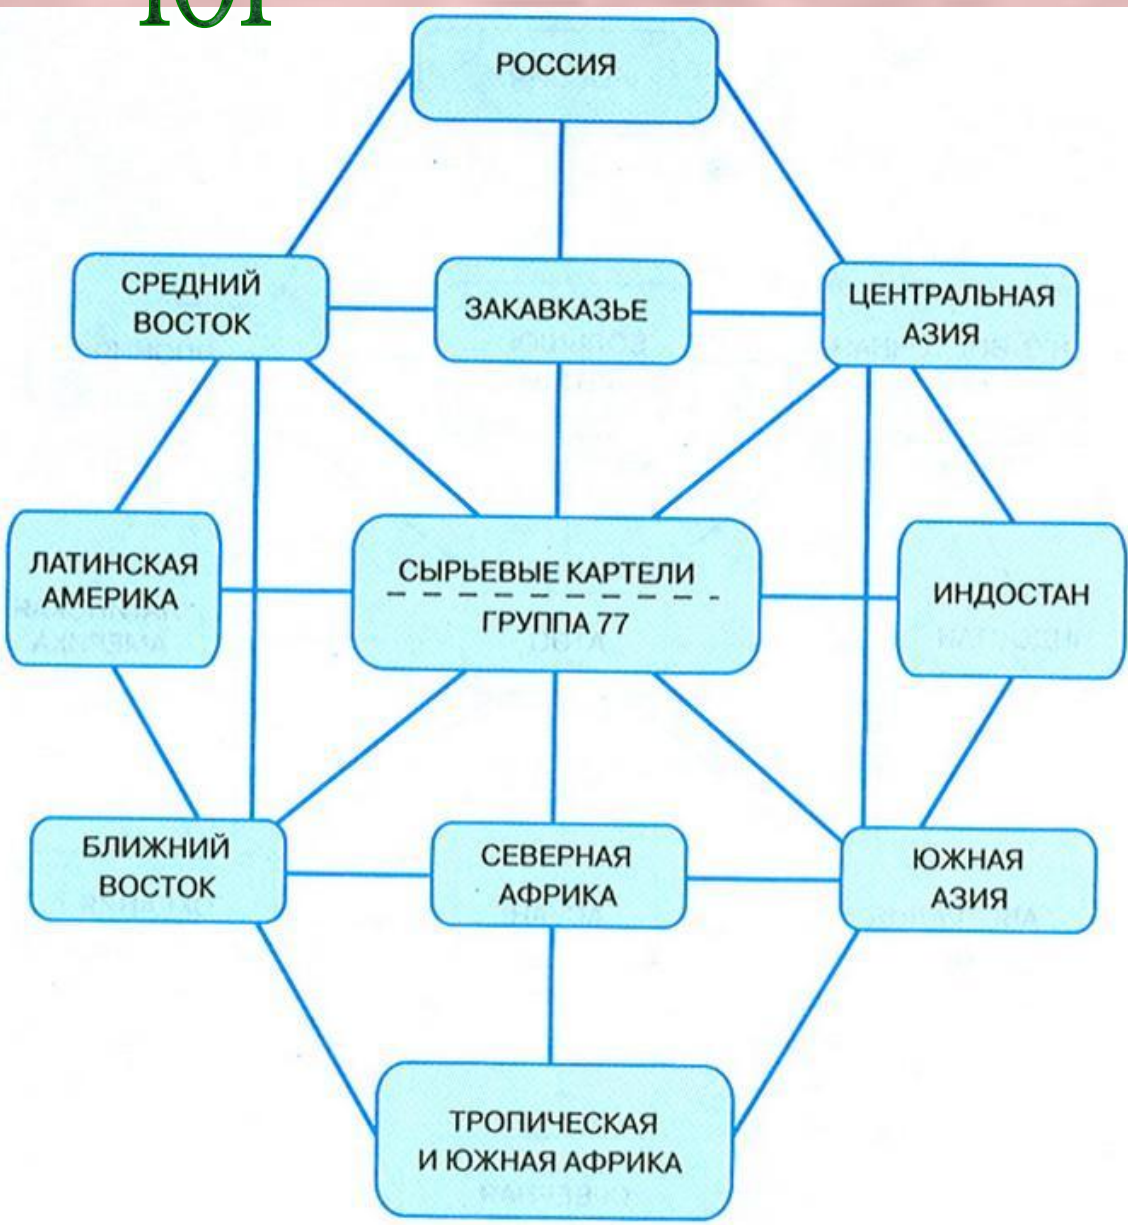 ЮГ
РОССИЯ
СРЕДНИЙ
ВОСТОК
ЗАКАВКАЗЬЕ
ЦЕНТРАЛЬНАЯ
АЗИЯ
ЛАТИНСКАЯ
АМЕРИКА
СЫРЬЕВЫЕ КАРТЕЛИ
ГРУППА 77
ИНДОСТАН
БЛИЖНИЙ
ВОСТОК
СЕВЕРНАЯ
АФРИКА
ЮЖНАЯ
АЗИЯ
ТРОПИЧЕСКАЯ
И ЮЖНАЯ АФРИКА